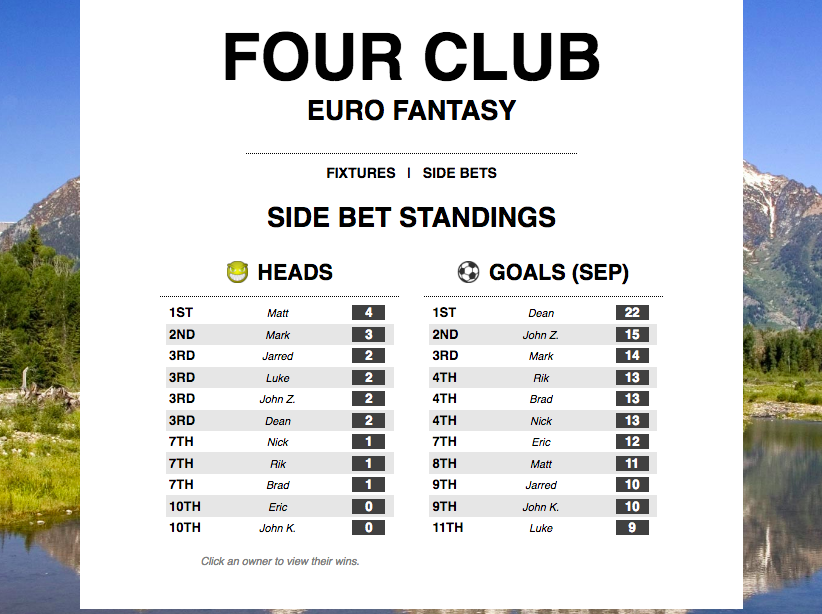 FOUR CLUB
EURO FANTASY
FIXTURES | SIDE BETS
SIDE BET STANDINGS
HEADS
1ST Matt 4
2ND Mark 3
3RD Jarred 2
3RD Luke 2
3RD John Z. 2
3RD Dean 2
7TH Nick 1
7TH Rik 1
7TH Brad 1
10TH Eric 0
10TH John K. 0
Click an owner to view their wins.
GOALS (SEP)
1ST Dean 22
2ND John Z. 15
3RD Mark 14
4TH Rik 13
4TH Brad 13
4TH Nick 13
7TH Eric 12
8TH Matt 11
9TH Jarred 10
9TH John K. 10
11TH Luke 9